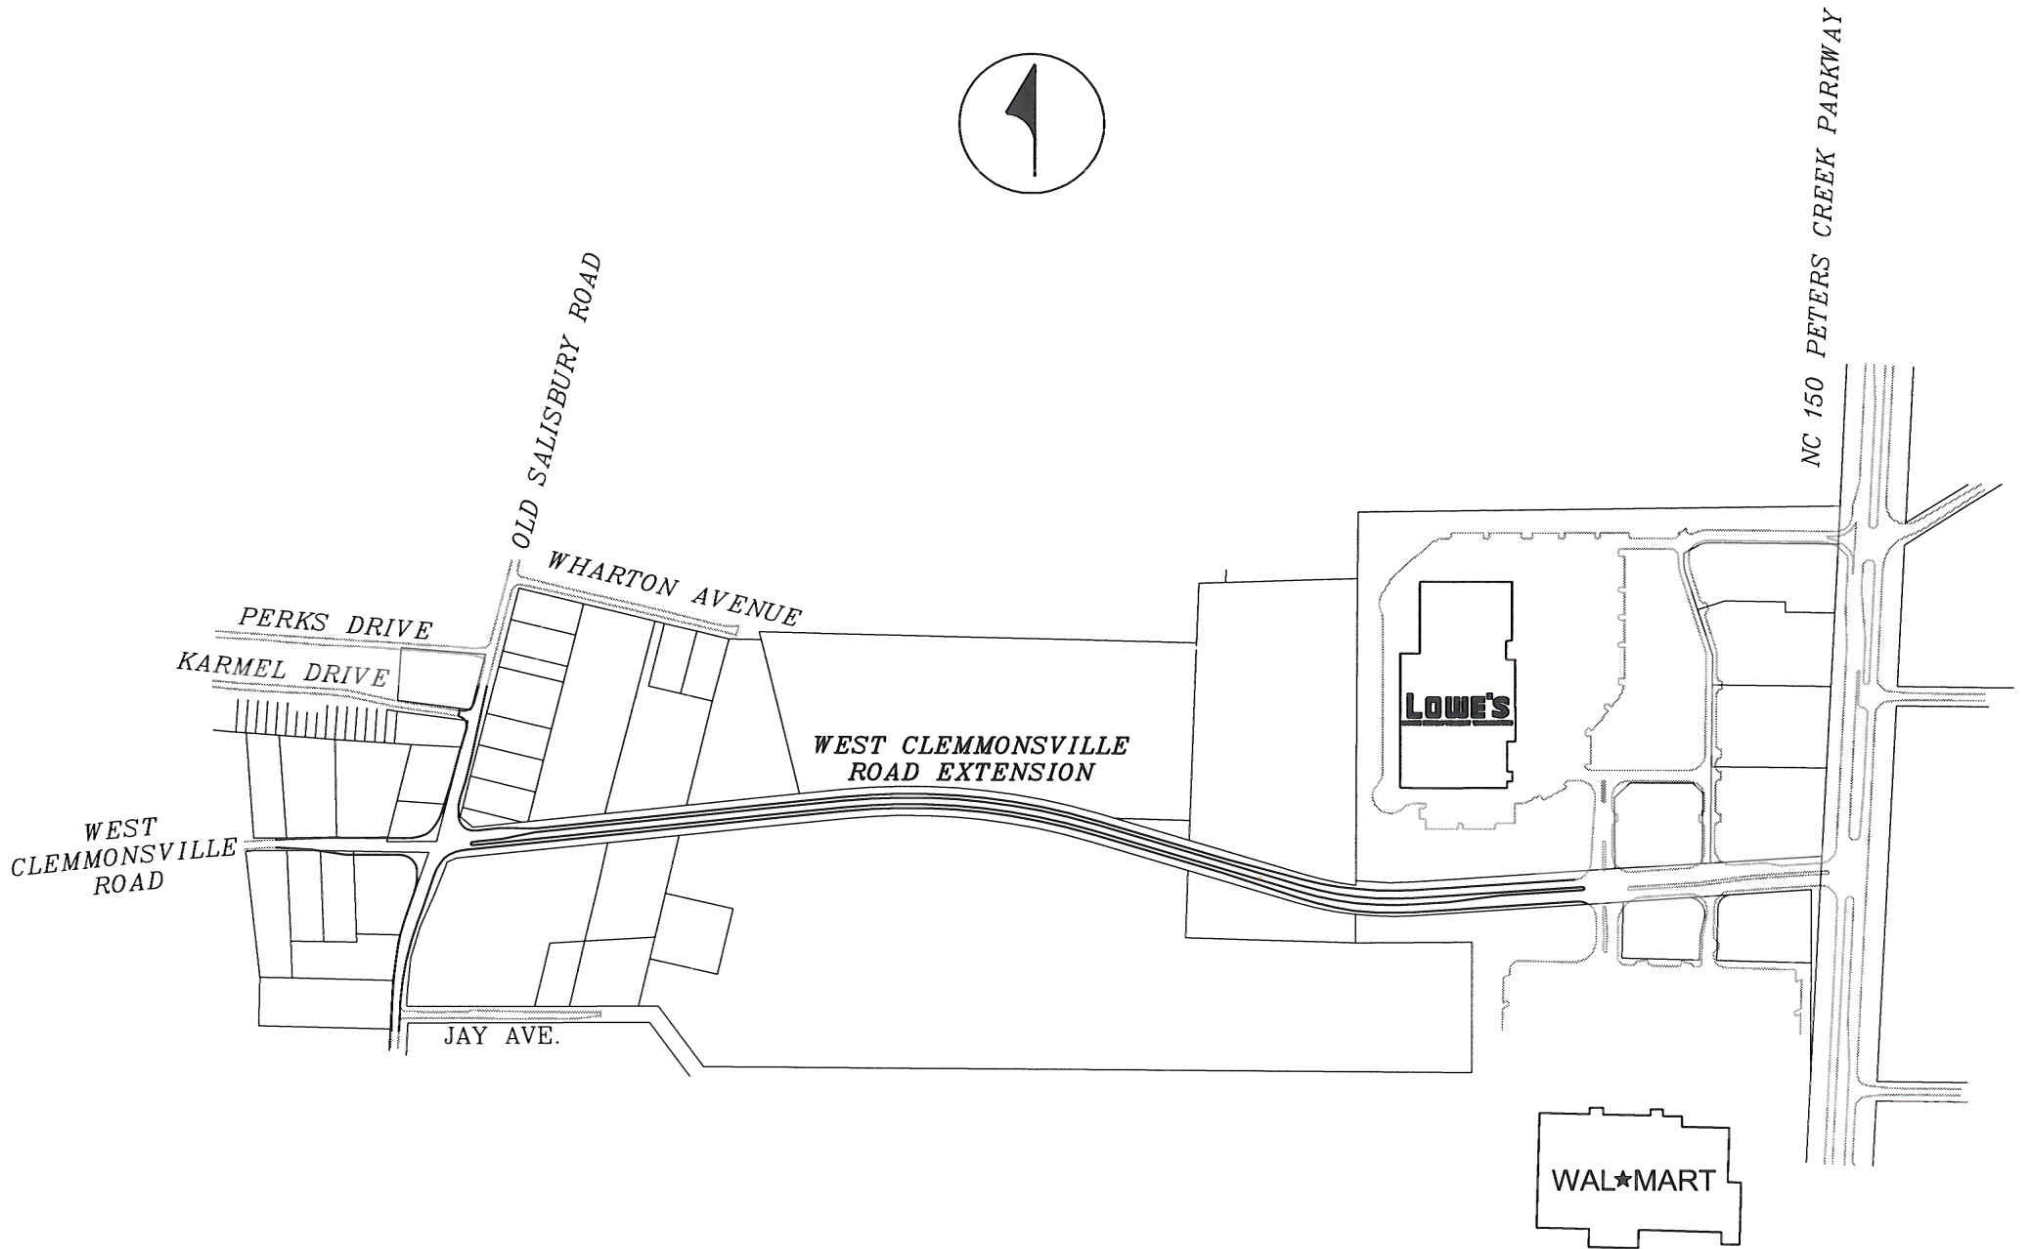 NC 150 PETERS CREEK PARKWAY
OLD SALISBURY ROAD
WHARTON AVENUE
PERKS DRIVE
KARMEL DRIVE
LOWE'S
WEST CLEMMONSVILLE
ROAD EXTENSION
WEST
CLEMMONSVILLE
ROAD
JAY AVE.
WAL★MART